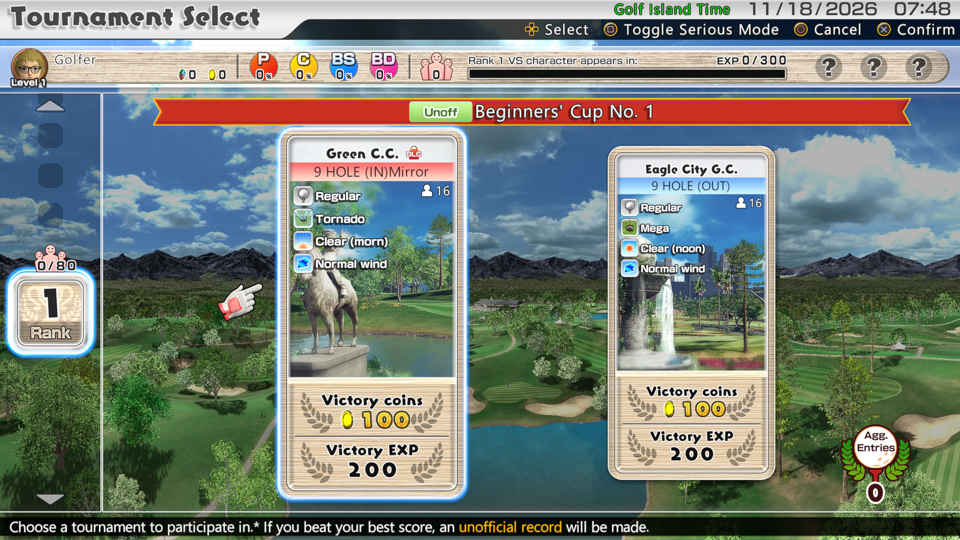 Tournament Select
Golf Island Time 11/18/2026 07:48
Select Toggle Serious Mode Cancel Confirm
Golfer
Level 1
0 0
P 0%
C 0%
BS 0%
BD 0%
0
Rank 1 VS character appears in: EXP 0 / 300
? ? ?
Unoff Beginners' Cup No. 1
0/80
1
Rank
Green C.C. DLC
9 HOLE (IN)Mirror
16
Regular
Tornado
Clear (morn)
Normal wind
Victory coins
100
Victory EXP
200
Eagle City G.C.
9 HOLE (OUT)
16
Regular
Mega
Clear (noon)
Normal wind
Victory coins
100
Victory EXP
200
Agg.
Entries
0
Choose a tournament to participate in.* If you beat your best score, an unofficial record will be made.